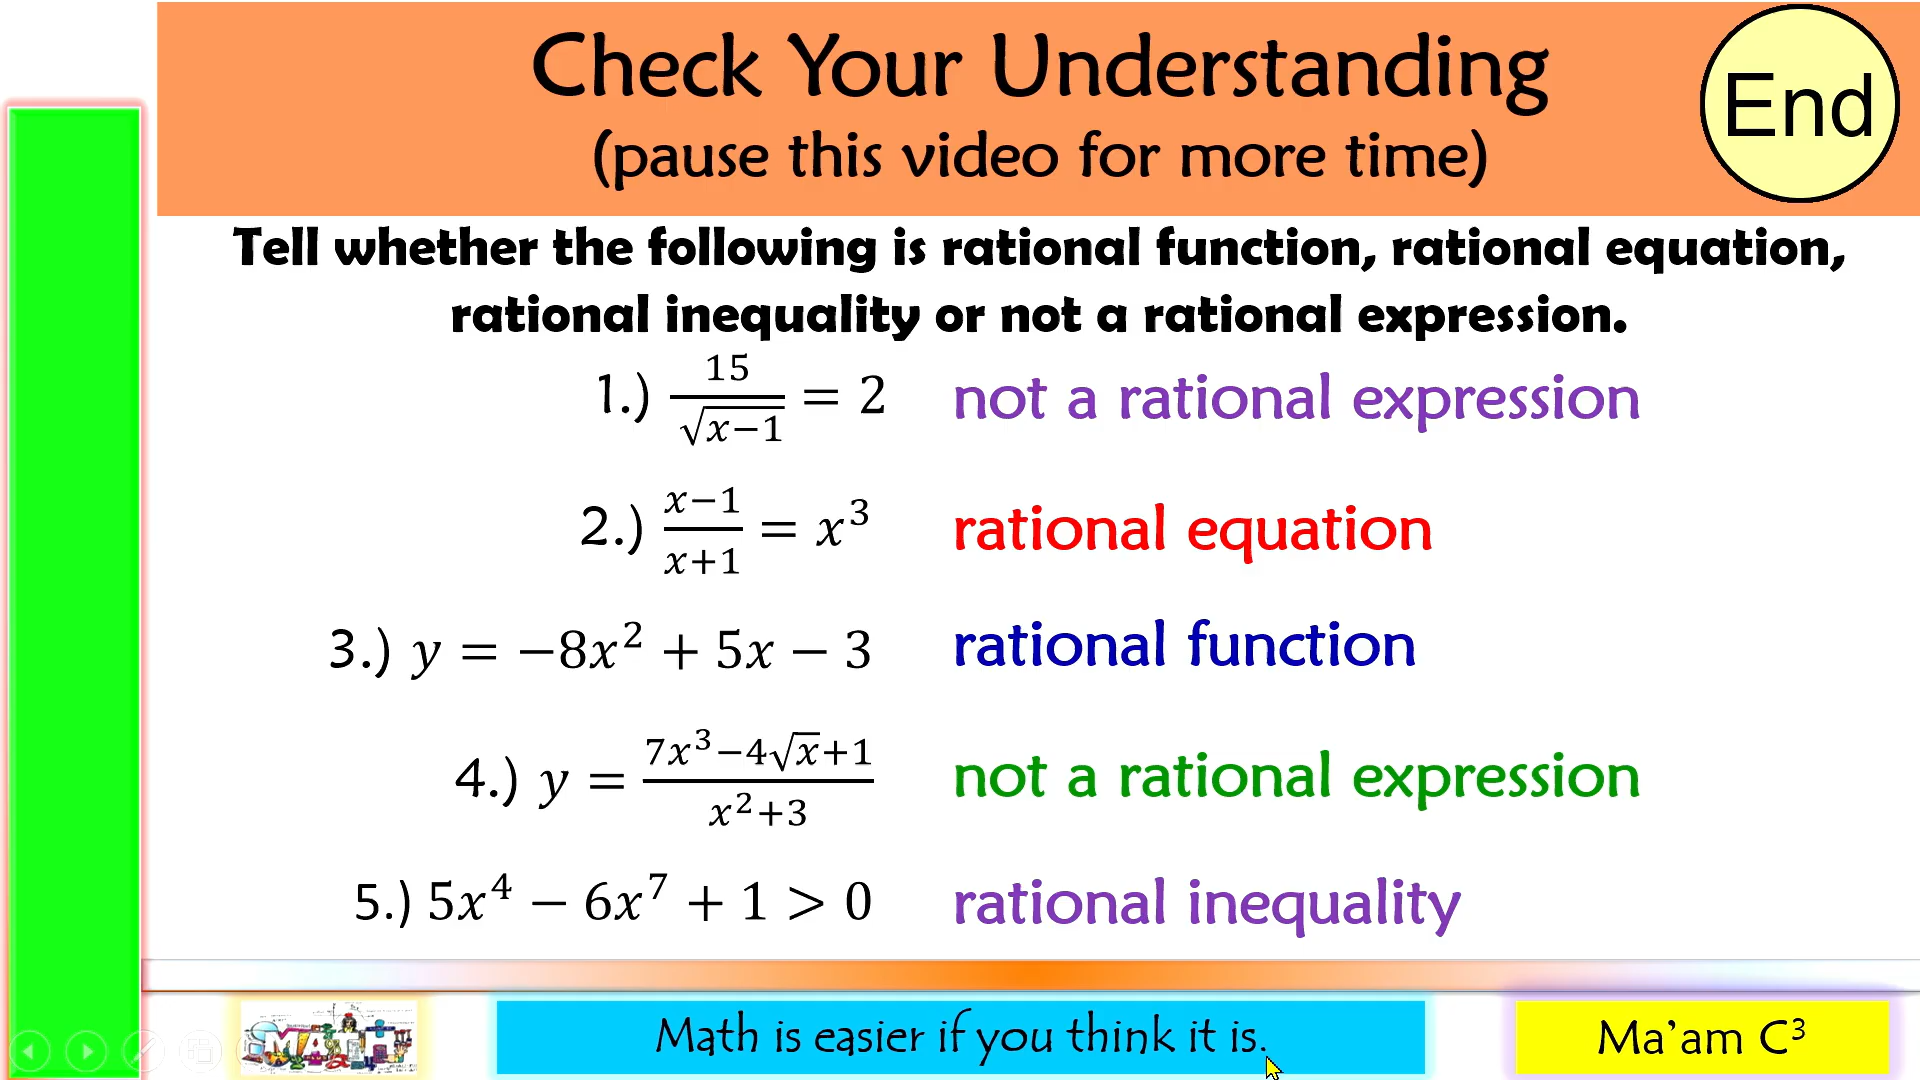 Check Your Understanding
(pause this video for more time)
End
Tell whether the following is rational function, rational equation,
rational inequality or not a rational expression.
1.) 15/√(x−1) = 2 not a rational expression
2.) (x−1)/(x+1) = x³ rational equation
3.) y = −8x² + 5x − 3 rational function
4.) y = (7x³−4√x+1)/(x²+3) not a rational expression
5.) 5x⁴ − 6x⁷ + 1 > 0 rational inequality
MATH
Math is easier if you think it is.
Ma'am C³